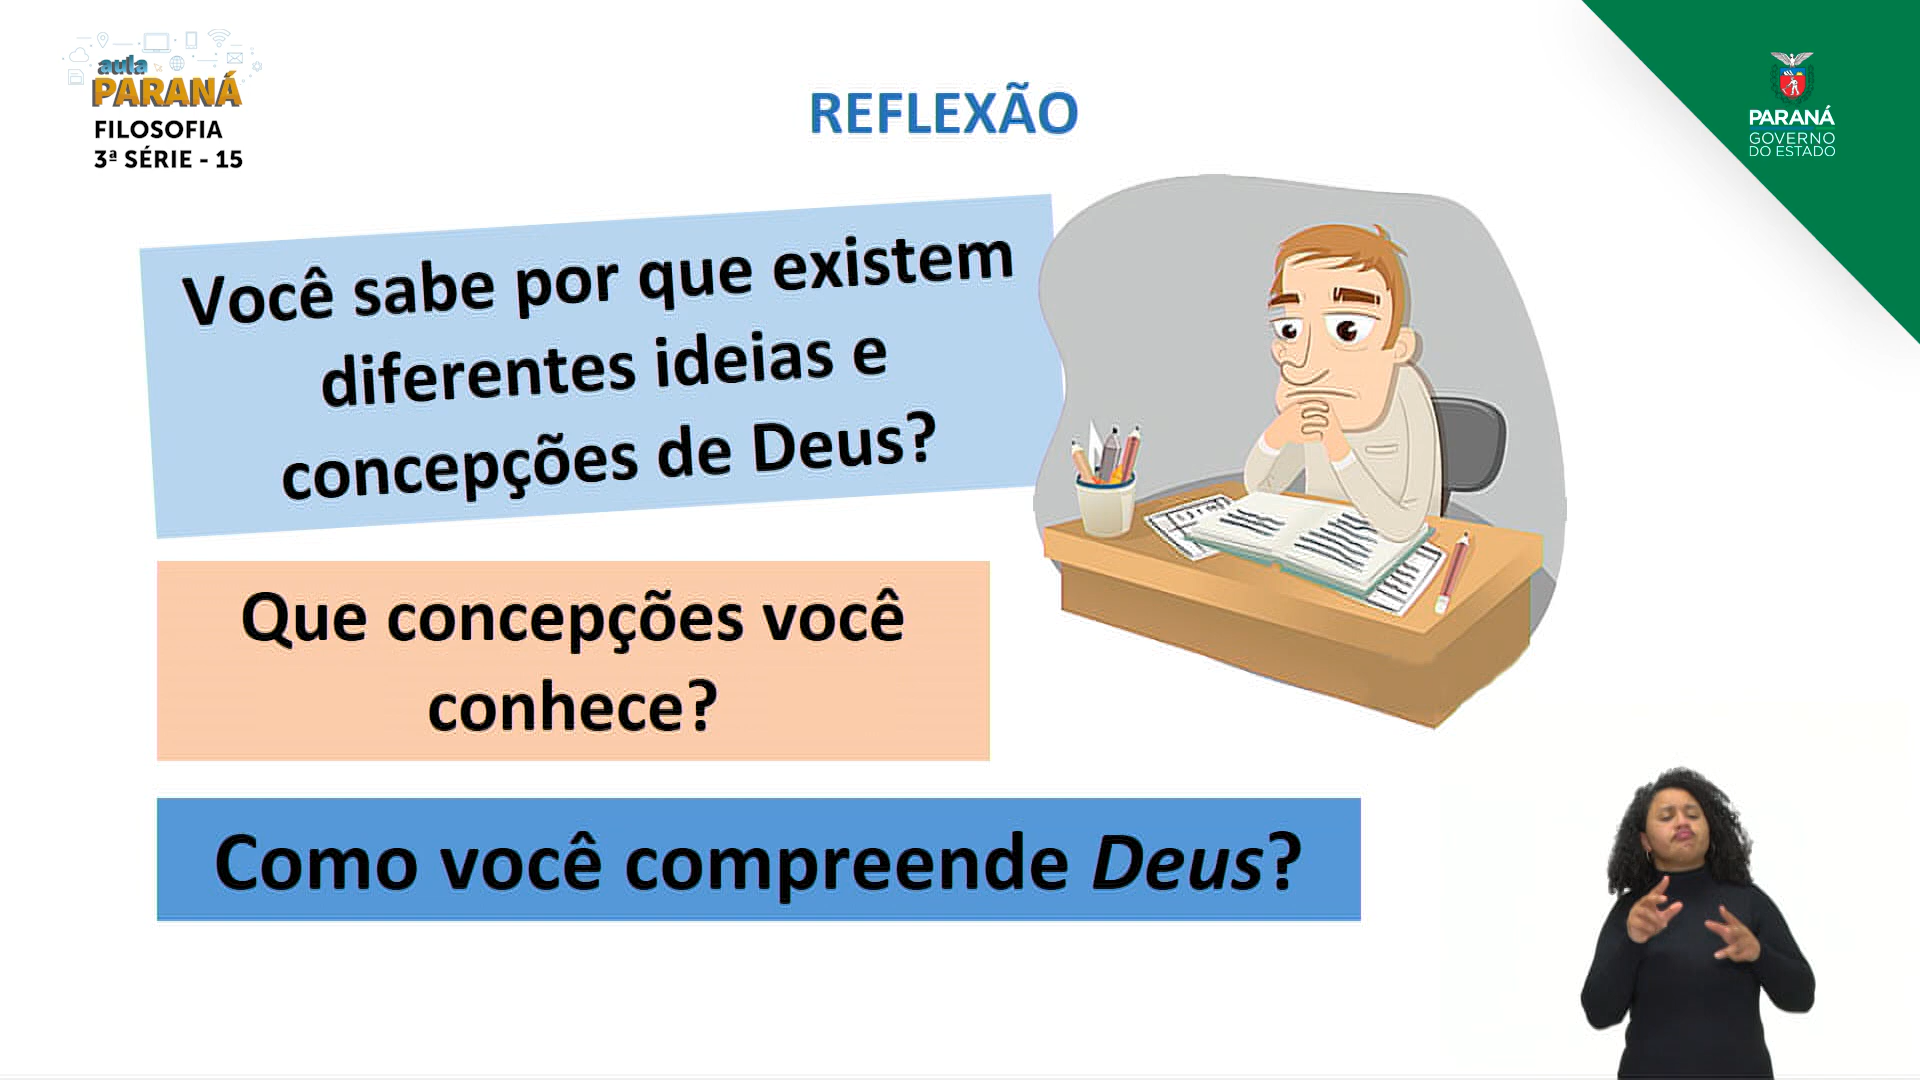 aula
PARANÁ
FILOSOFIA
3ª SÉRIE - 15
REFLEXÃO
PARANÁ
GOVERNO
DO ESTADO
Você sabe por que existem
diferentes ideias e
concepções de Deus?
Que concepções você
conhece?
Como você compreende Deus?